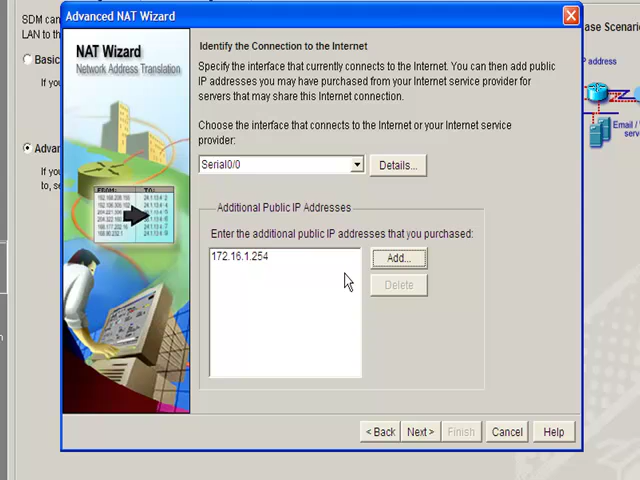 Advanced NAT Wizard
SDM can
LAN to th
Basic
If yo
Advan
If you
to, se
NAT Wizard
Network Address Translation
FROM:
TO:
Identify the Connection to the Internet
Specify the interface that currently connects to the Internet. You can then add public
IP addresses you may have purchased from your Internet service provider for
servers that may share this Internet connection.
Choose the interface that connects to the Internet or your Internet service
provider:
Serial0/0
Details...
Additional Public IP Addresses
Enter the additional public IP addresses that you purchased:
172.16.1.254
Add...
Delete
< Back
Next >
Finish
Cancel
Help
ase Scenari
address
Email /
serv